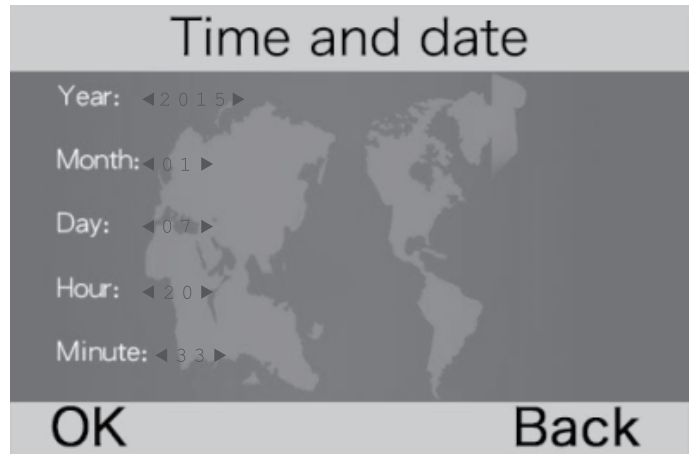 Time and date
Year: ◀2015▶
Month: ◀01▶
Day: ◀07▶
Hour: ◀20▶
Minute: ◀33▶
OK Back